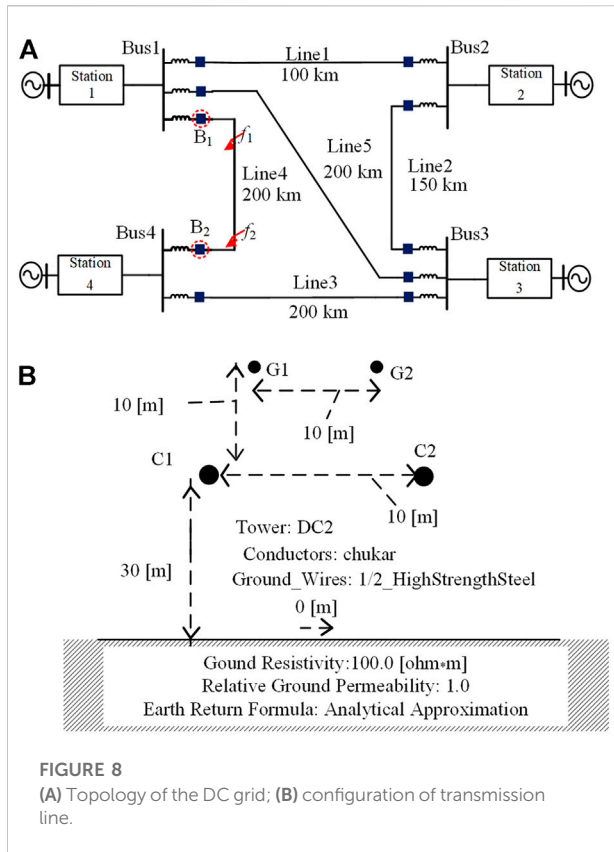 A
Bus1
Line1
100 km
Bus2
Station
1
Station
2
B1
f1
Line4
200 km
Line5
200 km
Line2
150 km
Bus4
B2
f2
Bus3
Station
4
Line3
200 km
Station
3
B
G1
G2
10 [m]
10 [m]
C1
C2
10 [m]
30 [m]
Tower: DC2
Conductors: chukar
Ground_Wires: 1/2_HighStrengthSteel
0 [m]
Gound Resistivity:100.0 [ohm*m]
Relative Ground Permeability: 1.0
Earth Return Formula: Analytical Approximation
FIGURE 8
(A) Topology of the DC grid; (B) configuration of transmission
line.